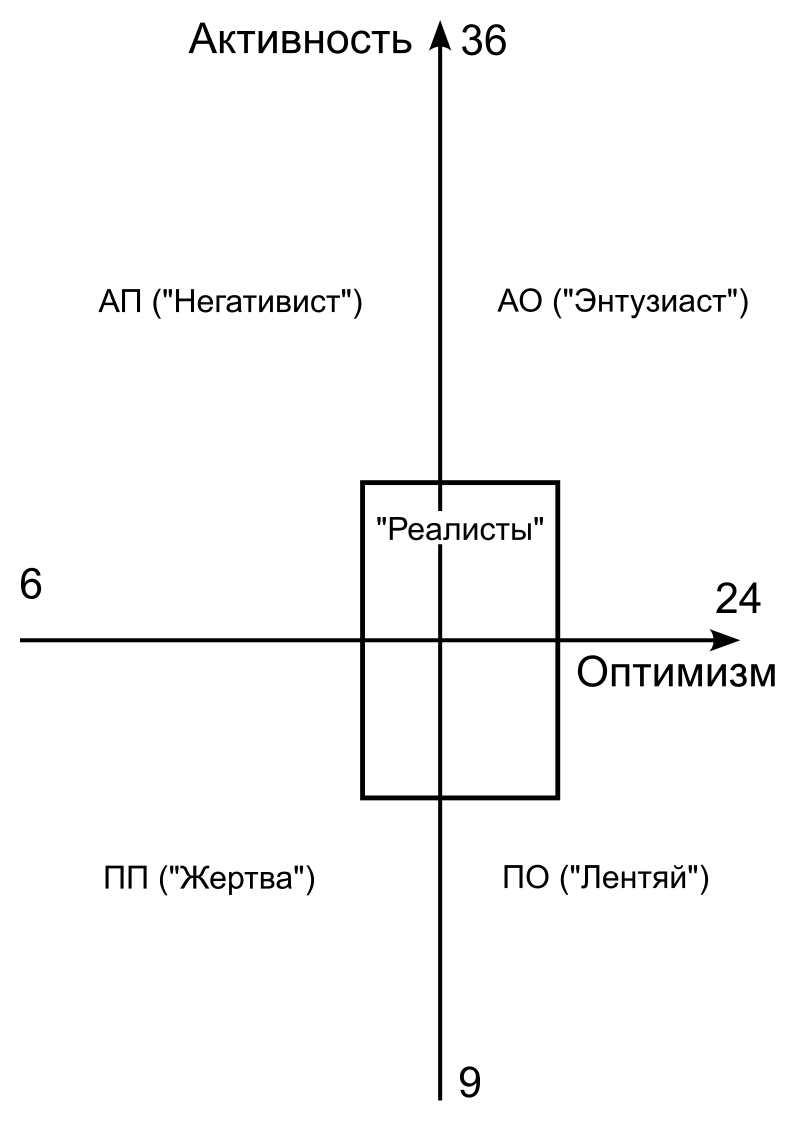 Активность 36
АП ("Негативист") АО ("Энтузиаст")
"Реалисты"
6
24
Оптимизм
ПП ("Жертва") ПО ("Лентяй")
9